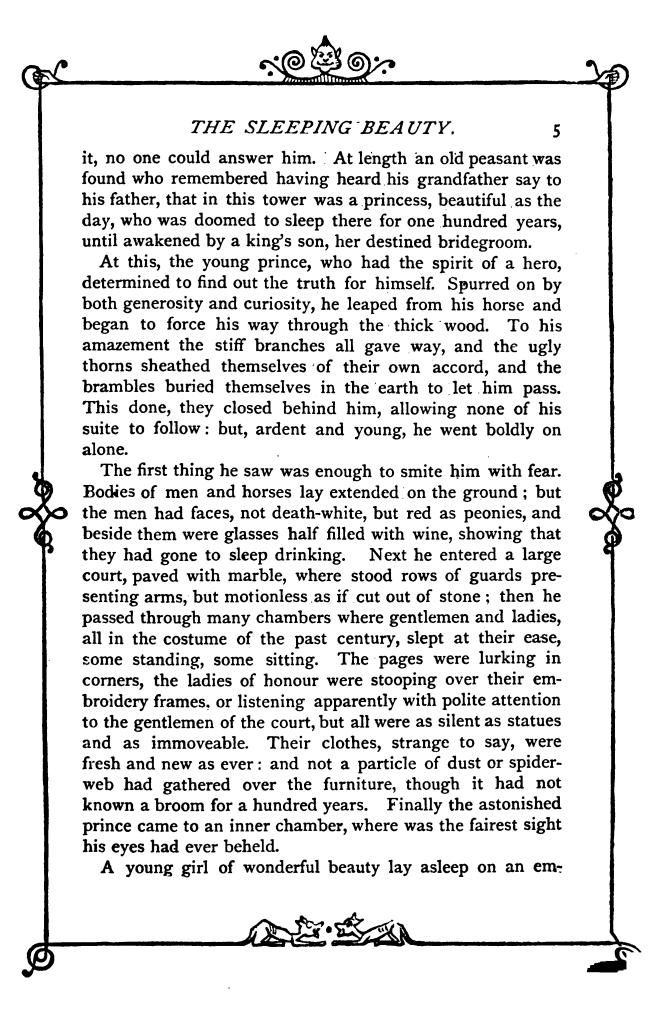 THE SLEEPING BEAUTY. 5
it, no one could answer him. At length an old peasant was
found who remembered having heard his grandfather say to
his father, that in this tower was a princess, beautiful as the
day, who was doomed to sleep there for one hundred years,
until awakened by a king's son, her destined bridegroom.
At this, the young prince, who had the spirit of a hero,
determined to find out the truth for himself. Spurred on by
both generosity and curiosity, he leaped from his horse and
began to force his way through the thick wood. To his
amazement the stiff branches all gave way, and the ugly
thorns sheathed themselves of their own accord, and the
brambles buried themselves in the earth to let him pass.
This done, they closed behind him, allowing none of his
suite to follow: but, ardent and young, he went boldly on
alone.
The first thing he saw was enough to smite him with fear.
Bodies of men and horses lay extended on the ground; but
the men had faces, not death-white, but red as peonies, and
beside them were glasses half filled with wine, showing that
they had gone to sleep drinking. Next he entered a large
court, paved with marble, where stood rows of guards pre-
senting arms, but motionless as if cut out of stone; then he
passed through many chambers where gentlemen and ladies,
all in the costume of the past century, slept at their ease,
some standing, some sitting. The pages were lurking in
corners, the ladies of honour were stooping over their em-
broidery frames, or listening apparently with polite attention
to the gentlemen of the court, but all were as silent as statues
and as immoveable. Their clothes, strange to say, were
fresh and new as ever: and not a particle of dust or spider-
web had gathered over the furniture, though it had not
known a broom for a hundred years. Finally the astonished
prince came to an inner chamber, where was the fairest sight
his eyes had ever beheld.
A young girl of wonderful beauty lay asleep on an em-